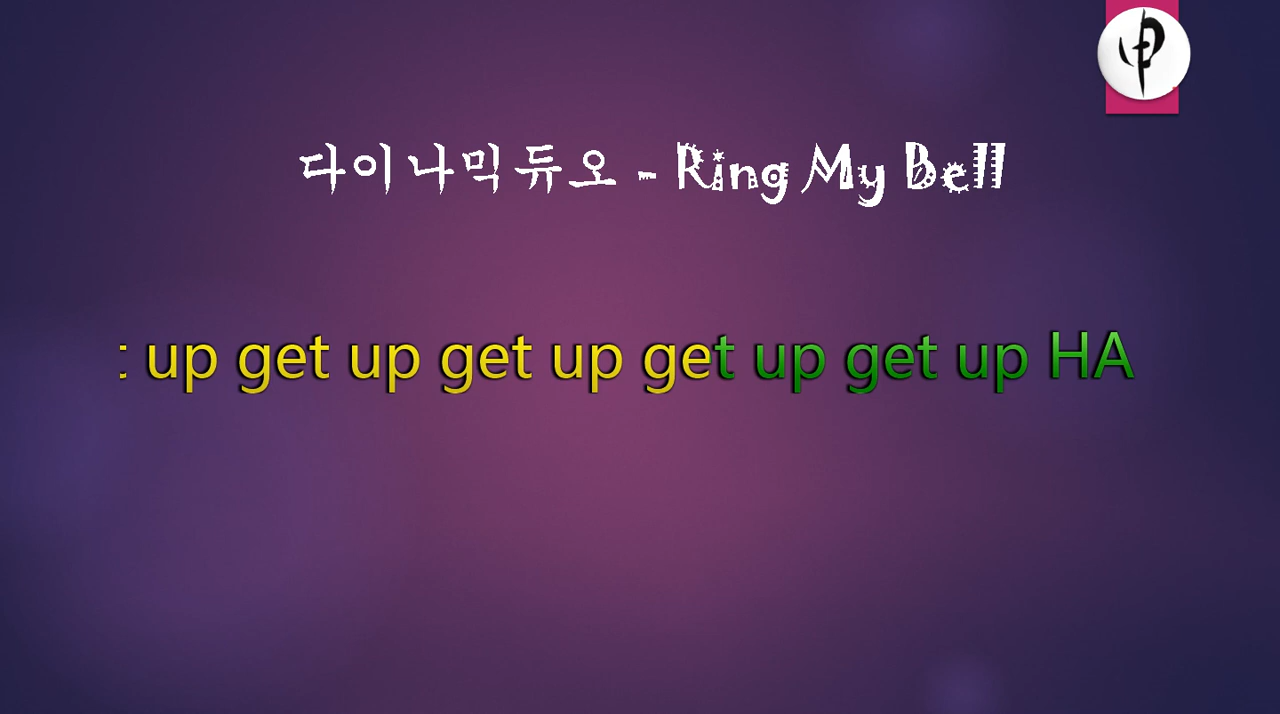 다이나믹 듀오 - Ring My Bell
: up get up get up get up get up HA